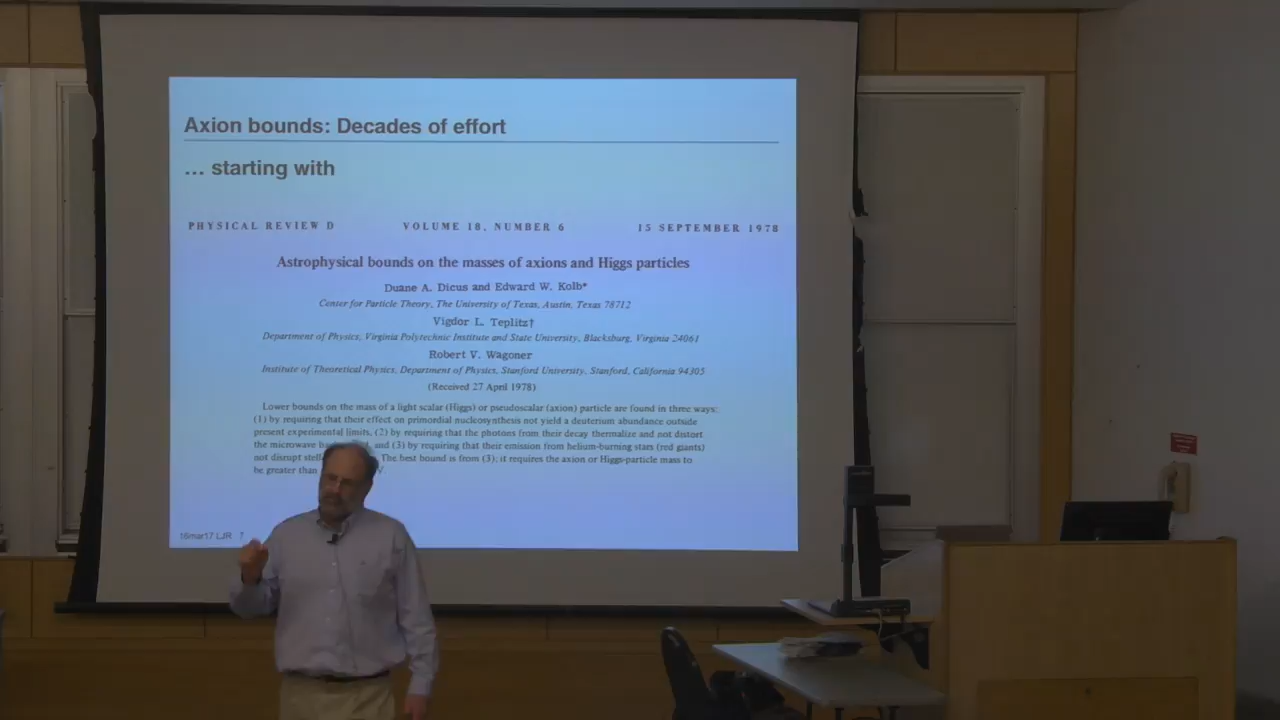 Axion bounds: Decades of effort
... starting with
PHYSICAL REVIEW D VOLUME 18, NUMBER 6 15 SEPTEMBER 1978
Astrophysical bounds on the masses of axions and Higgs particles
Duane A. Dicus and Edward W. Kolb*
Center for Particle Theory, The University of Texas, Austin, Texas 78712
Vigdor L. Teplitz†
Department of Physics, Virginia Polytechnic Institute and State University, Blacksburg, Virginia 24061
Robert V. Wagoner
Institute of Theoretical Physics, Department of Physics, Stanford University, Stanford, California 94305
(Received 27 April 1978)
Lower bounds on the mass of a light scalar (Higgs) or pseudoscalar (axion) particle are found in three ways:
(1) by requiring that their effect on primordial nucleosynthesis not yield a deuterium abundance outside
present experimental limits, (2) by requiring that the photons from their decay thermalize and not distort
the microwave and (3) by requiring that their emission from helium-burning stars (red giants)
not disrupt The best bound is from (3); it requires the axion or Higgs-particle mass to
be greater than
16mar17 LJR 7